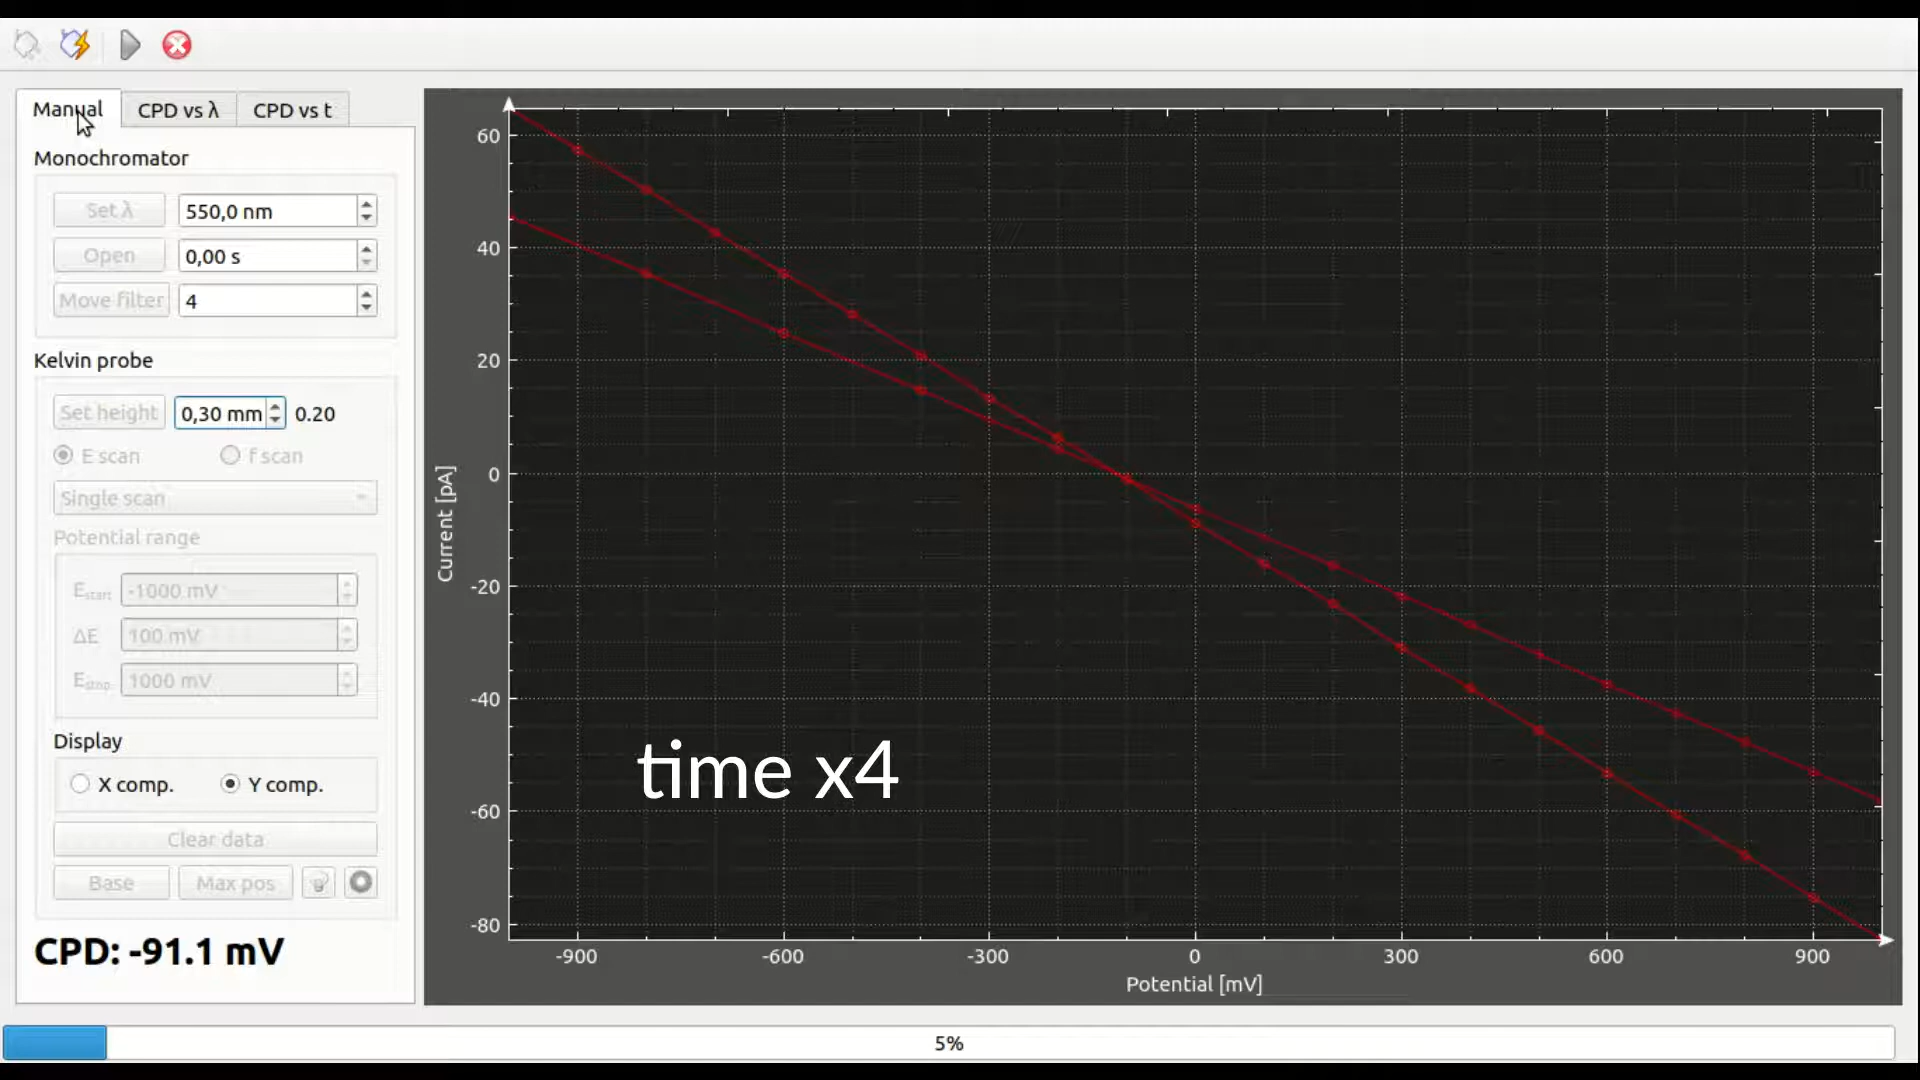 Manual CPD vs λ CPD vs t
Monochromator
Set λ 550,0 nm
Open 0,00 s
Move filter 4
Kelvin probe
Set height 0,30 mm 0.20
E scan f scan
Single scan
Potential range
Estart -1000 mV
ΔE 100 mV
Estop 1000 mV
Display
X comp. Y comp.
Clear data
Base Max pos
CPD: -91.1 mV
60
40
20
0
-20
-40
-60
-80
Current [pA]
time x4
-900 -600 -300 0 300 600 900
Potential [mV]
5%